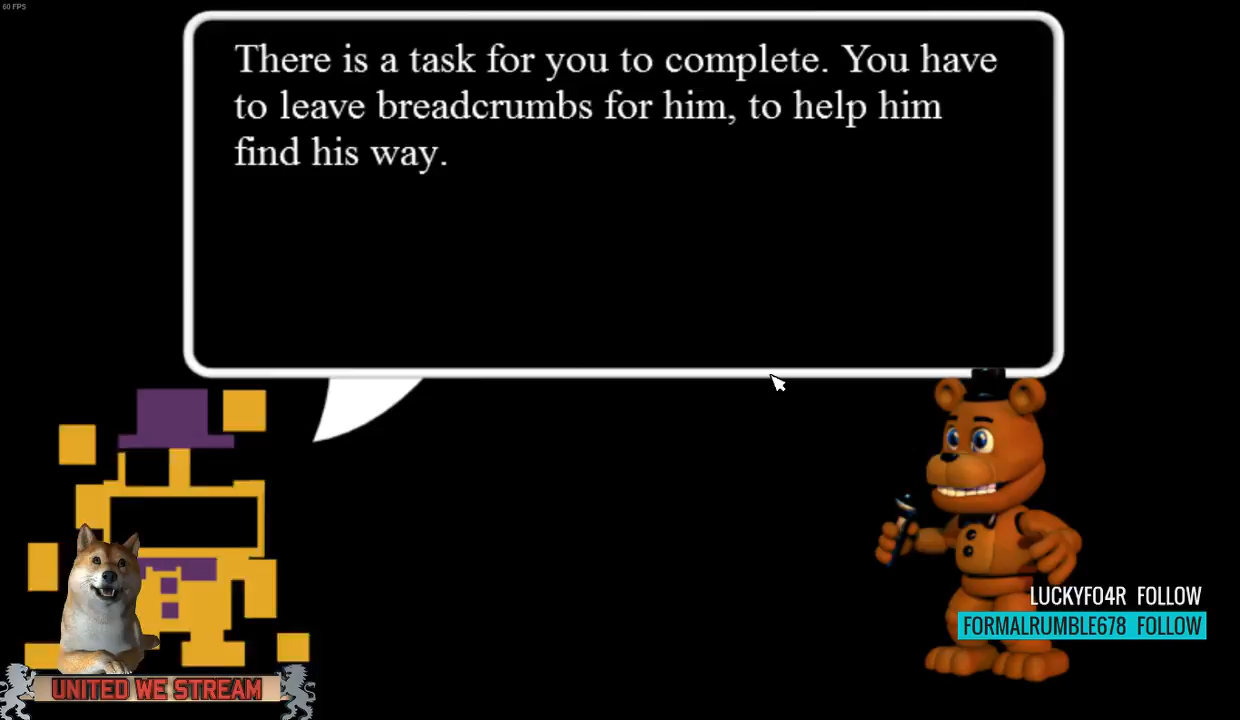 60 FPS
There is a task for you to complete. You have
to leave breadcrumbs for him, to help him
find his way.
LUCKYFO4R FOLLOW
FORMALRUMBLE678 FOLLOW
UNITED WE STREAM